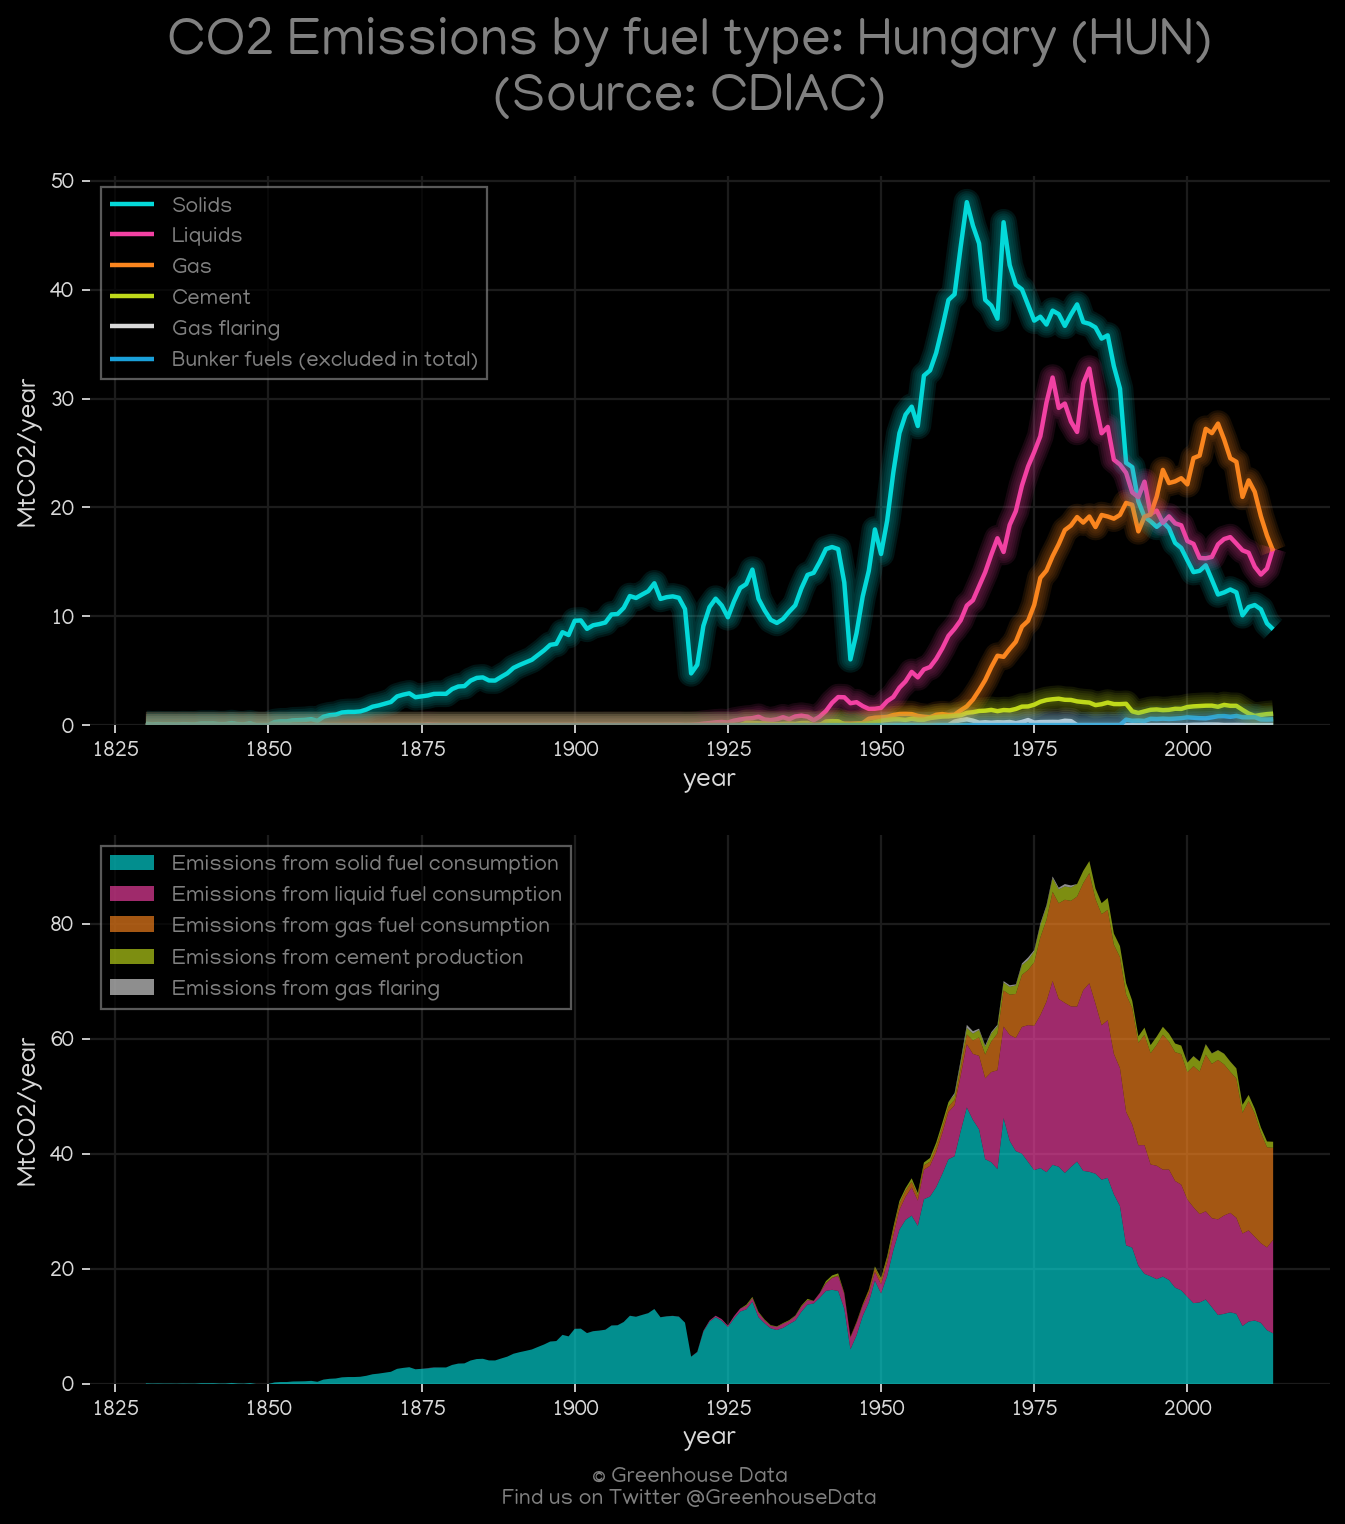 CO2 Emissions by fuel type: Hungary (HUN)
(Source: CDIAC)
50
40
30
20
10
0
MtCO2/year
Solids
Liquids
Gas
Cement
Gas flaring
Bunker fuels (excluded in total)
1825 1850 1875 1900 1925 1950 1975 2000
year
80
60
40
20
0
MtCO2/year
Emissions from solid fuel consumption
Emissions from liquid fuel consumption
Emissions from gas fuel consumption
Emissions from cement production
Emissions from gas flaring
1825 1850 1875 1900 1925 1950 1975 2000
year
© Greenhouse Data
Find us on Twitter @GreenhouseData